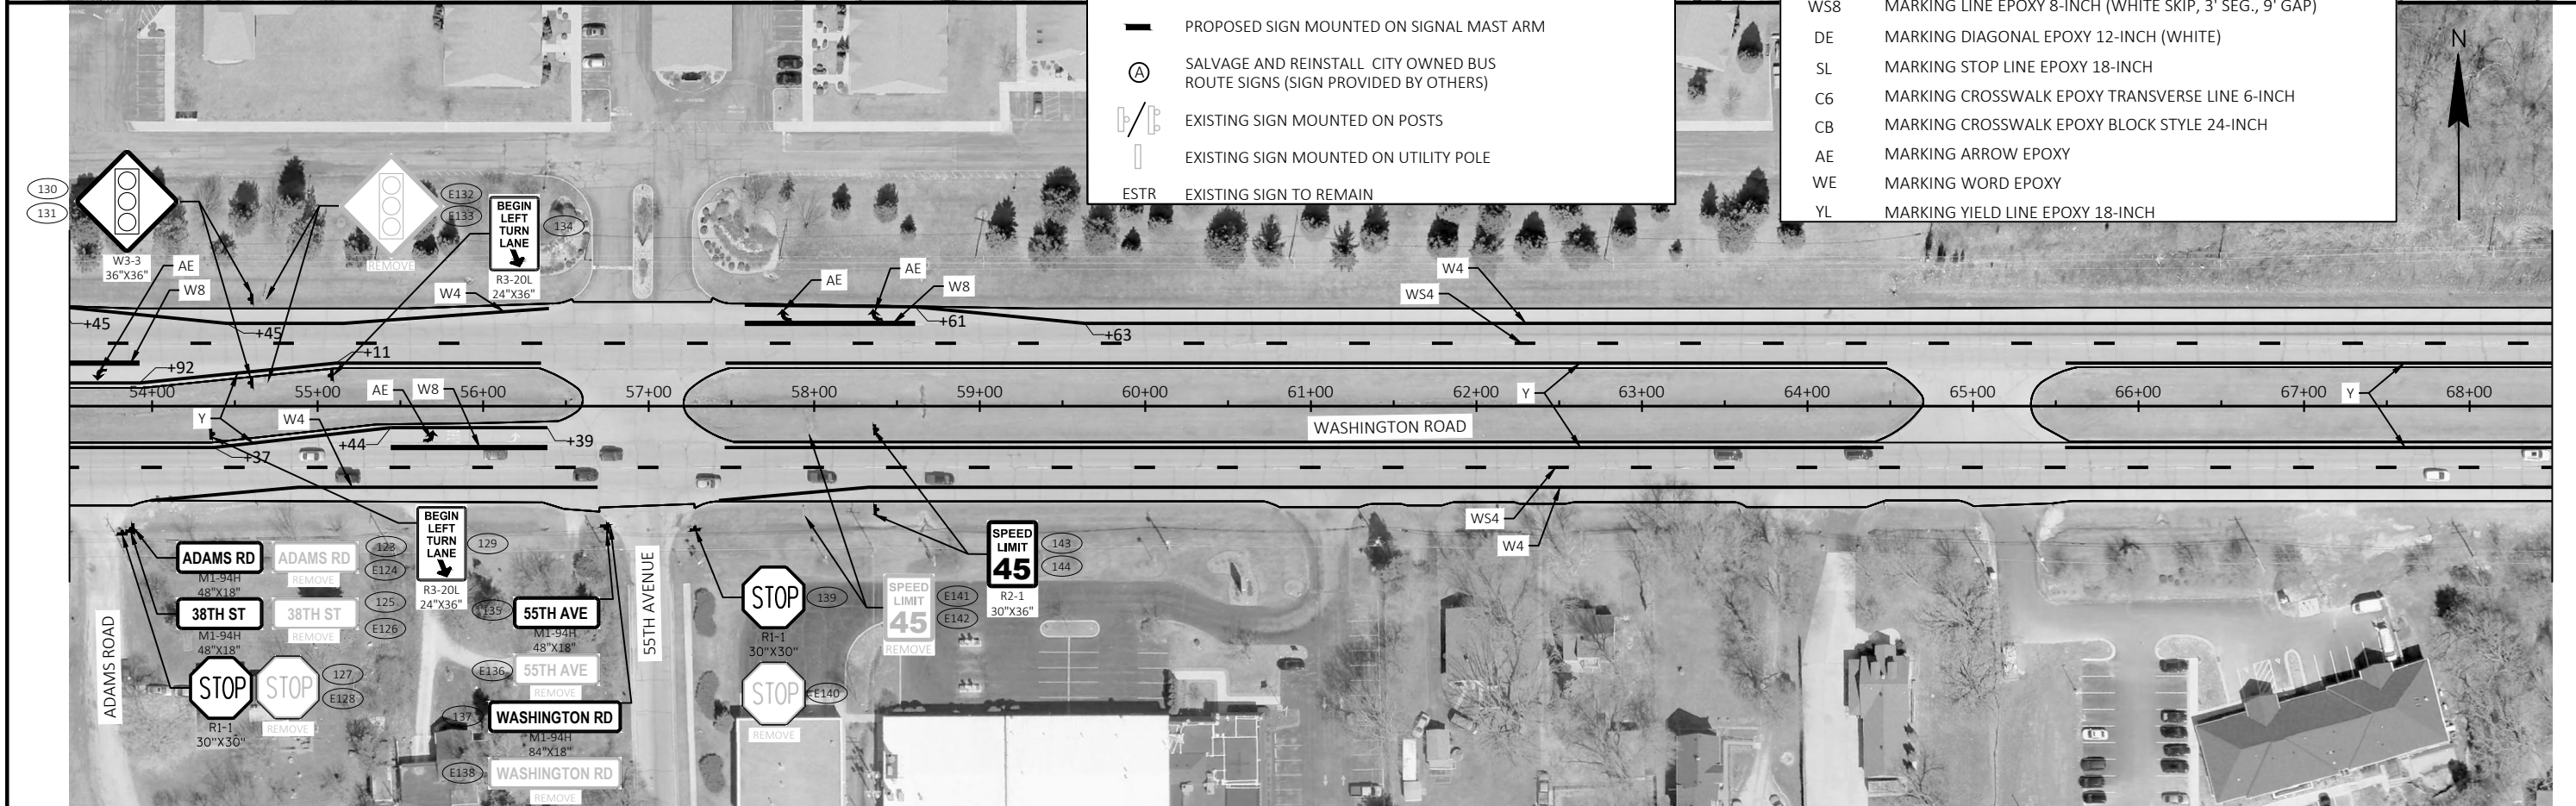 PROPOSED SIGN MOUNTED ON SIGNAL MAST ARM
A
SALVAGE AND REINSTALL CITY OWNED BUS
ROUTE SIGNS (SIGN PROVIDED BY OTHERS)
EXISTING SIGN MOUNTED ON POSTS
EXISTING SIGN MOUNTED ON UTILITY POLE
ESTR EXISTING SIGN TO REMAIN
WS8 MARKING LINE EPOXY 8-INCH (WHITE SKIP, 3' SEG., 9' GAP)
DE MARKING DIAGONAL EPOXY 12-INCH (WHITE)
SL MARKING STOP LINE EPOXY 18-INCH
C6 MARKING CROSSWALK EPOXY TRANSVERSE LINE 6-INCH
CB MARKING CROSSWALK EPOXY BLOCK STYLE 24-INCH
AE MARKING ARROW EPOXY
WE MARKING WORD EPOXY
YL MARKING YIELD LINE EPOXY 18-INCH
N
130
131
W3-3
36"X36"
REMOVE
E132
E133
BEGIN
LEFT
TURN
LANE
134
R3-20L
24"X36"
AE
W8
W4
AE
AE
W8
W4
WS4
+45
+45
+61
+63
+11
+92
54+00 55+00 56+00 57+00 58+00 59+00 60+00 61+00 62+00 63+00 64+00 65+00 66+00 67+00 68+00
AE
W8
Y
W4
Y
Y
WASHINGTON ROAD
+44
+39
+37
WS4
W4
ADAMS RD
M1-94H
48"X18"
ADAMS RD
REMOVE
123
E124
38TH ST
M1-94H
48"X18"
38TH ST
REMOVE
125
E126
STOP
R1-1
30"X30"
STOP
REMOVE
127
E128
ADAMS ROAD
BEGIN
LEFT
TURN
LANE
129
R3-20L
24"X36"
135
55TH AVE
M1-94H
48"X18"
E136
55TH AVE
REMOVE
137
WASHINGTON RD
M1-94H
84"X18"
E138
WASHINGTON RD
REMOVE
55TH AVENUE
STOP
139
R1-1
30"X30"
STOP
E140
REMOVE
SPEED
LIMIT
45
REMOVE
E141
E142
SPEED
LIMIT
45
R2-1
30"X36"
143
144